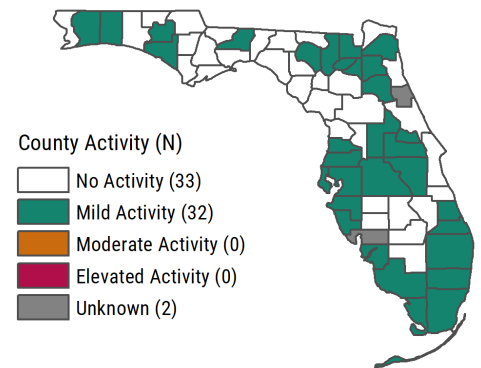 County Activity (N)
No Activity (33)
Mild Activity (32)
Moderate Activity (0)
Elevated Activity (0)
Unknown (2)